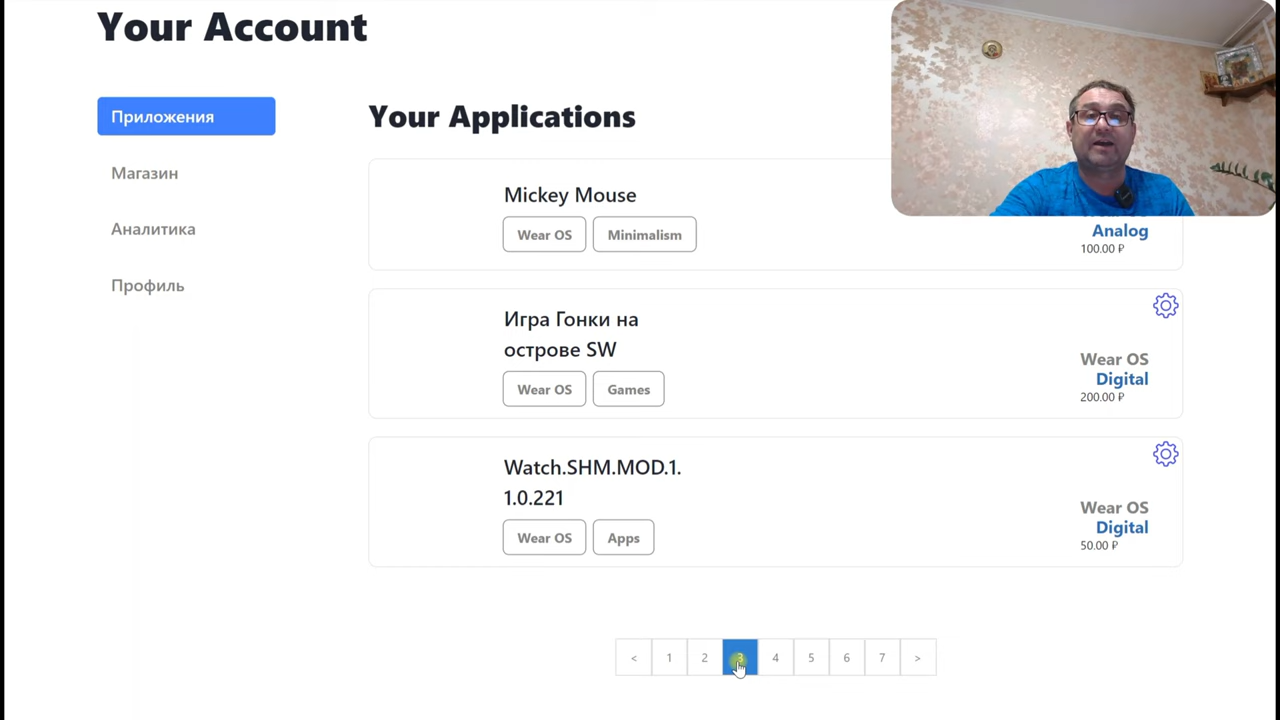 Your Account
Приложения
Магазин
Аналитика
Профиль
Your Applications
Mickey Mouse
Wear OS
Minimalism
Analog
100.00 ₽
Игра Гонки на
острове SW
Wear OS
Games
Wear OS
Digital
200.00 ₽
Watch.SHM.MOD.1.
1.0.221
Wear OS
Apps
Wear OS
Digital
50.00 ₽
< 1 2 3 4 5 6 7 >